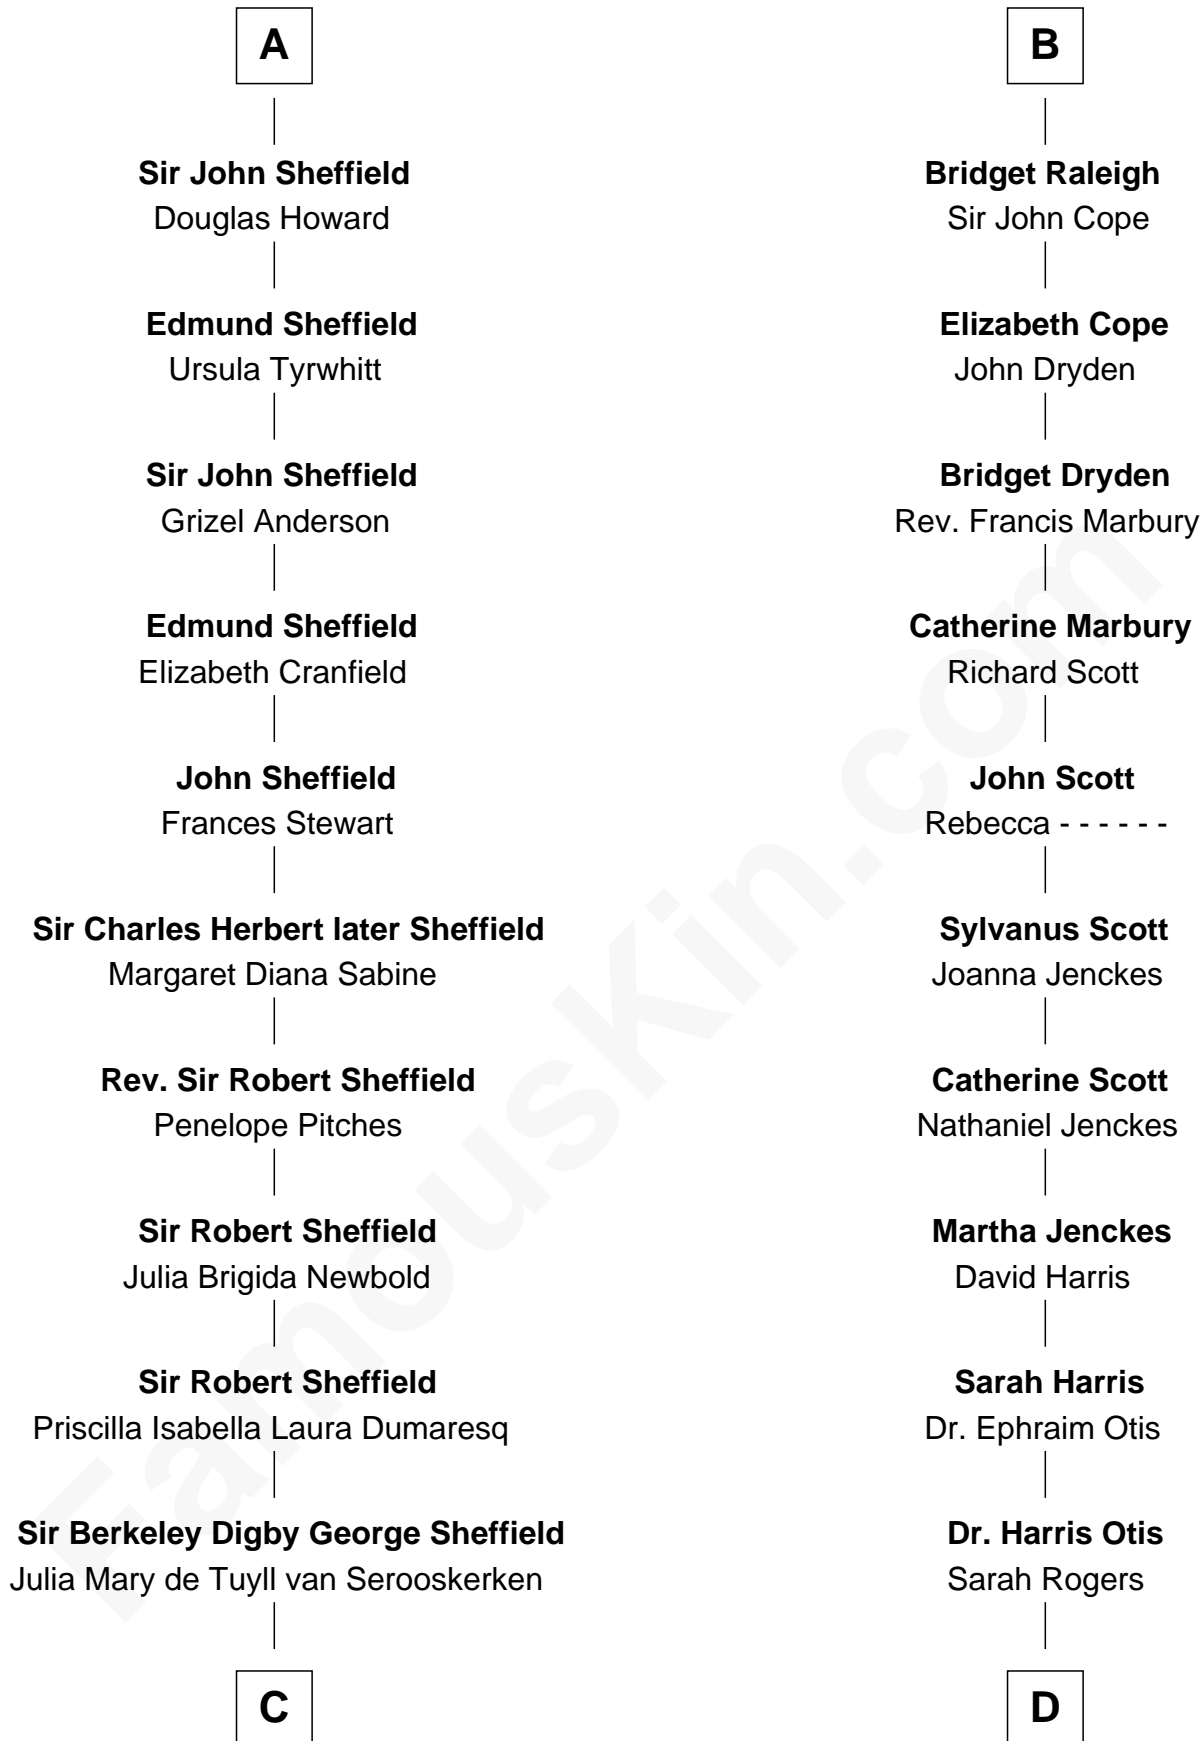 A
Sir John Sheffield
Douglas Howard
Edmund Sheffield
Ursula Tyrwhitt
Sir John Sheffield
Grizel Anderson
Edmund Sheffield
Elizabeth Cranfield
John Sheffield
Frances Stewart
Sir Charles Herbert later Sheffield
Margaret Diana Sabine
Rev. Sir Robert Sheffield
Penelope Pitches
Sir Robert Sheffield
Julia Brigida Newbold
Sir Robert Sheffield
Priscilla Isabella Laura Dumaresq
Sir Berkeley Digby George Sheffield
Julia Mary de Tuyll van Serooskerken
C
B
Bridget Raleigh
Sir John Cope
Elizabeth Cope
John Dryden
Bridget Dryden
Rev. Francis Marbury
Catherine Marbury
Richard Scott
John Scott
Rebecca - - - - - -
Sylvanus Scott
Joanna Jenckes
Catherine Scott
Nathaniel Jenckes
Martha Jenckes
David Harris
Sarah Harris
Dr. Ephraim Otis
Dr. Harris Otis
Sarah Rogers
D
FamousKin.com